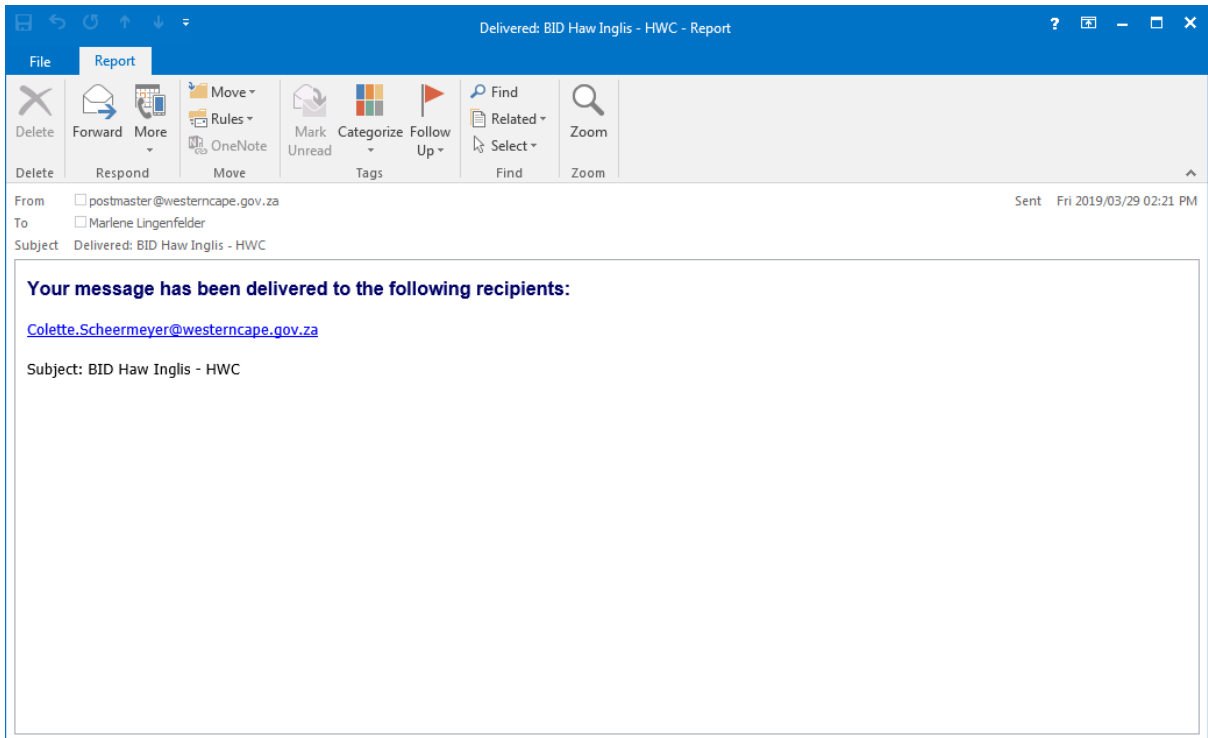 Delivered: BID Haw Inglis - HWC - Report
File Report
Delete
Forward
More
Move
Rules
OneNote
Mark Unread
Categorize
Follow Up
Find
Related
Select
Zoom
Delete Respond Move Tags Find Zoom
From postmaster@westerncape.gov.za Sent Fri 2019/03/29 02:21 PM
To Marlene Lingenfelder
Subject Delivered: BID Haw Inglis - HWC
Your message has been delivered to the following recipients:
Colette.Scheermeyer@westerncape.gov.za
Subject: BID Haw Inglis - HWC